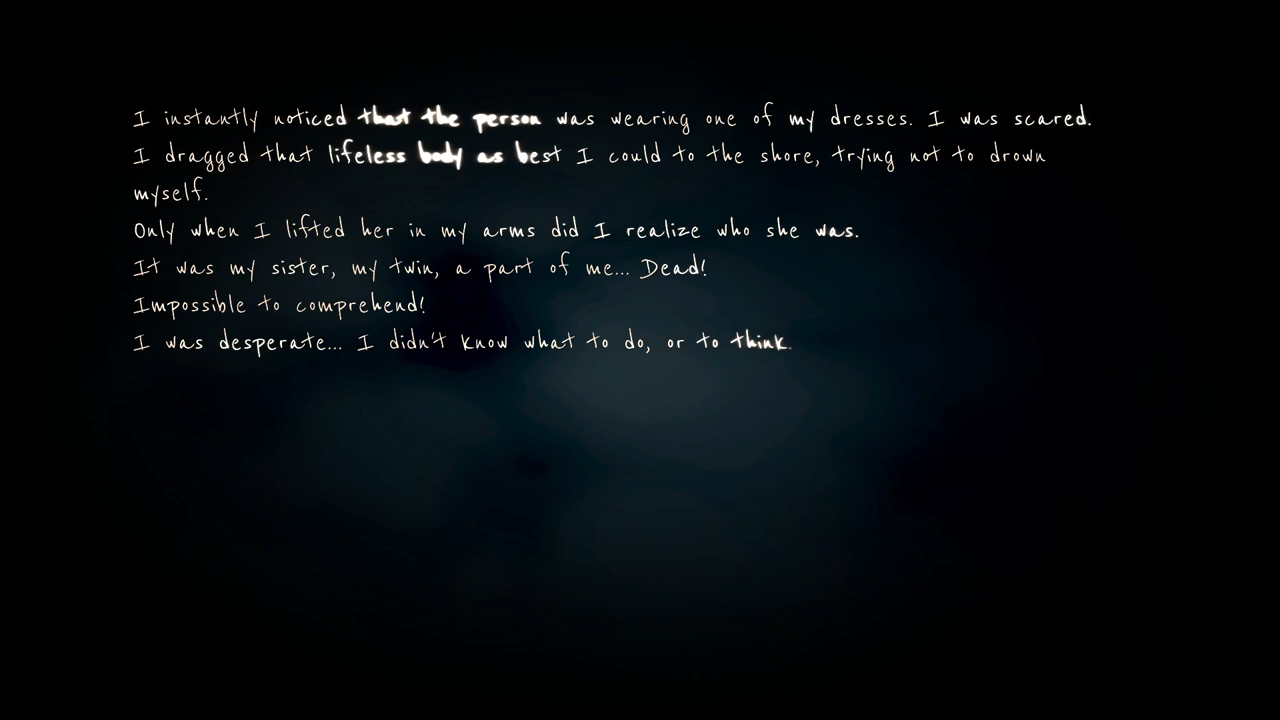 I instantly noticed that the person was wearing one of my dresses. I was scared.
I dragged that lifeless body as best I could to the shore, trying not to drown
myself.
Only when I lifted her in my arms did I realize who she was.
It was my sister, my twin, a part of me... Dead!
Impossible to comprehend!
I was desperate... I didn't know what to do, or to think.